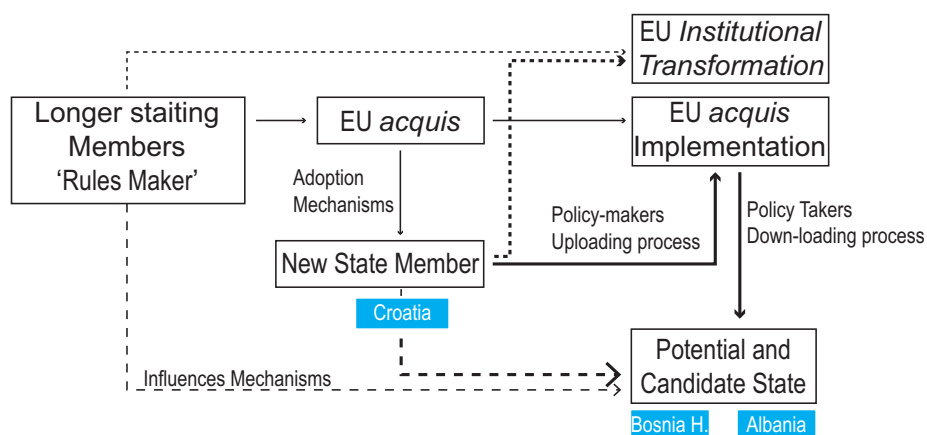 EU Institutional
Transformation
Longer staiting
Members
‘Rules Maker’
EU acquis
EU acquis
Implementation
Adoption
Mechanisms
Policy-makers
Uploading process
Policy Takers
Down-loading process
New State Member
Croatia
Influences Mechanisms
Potential and
Candidate State
Bosnia H.
Albania